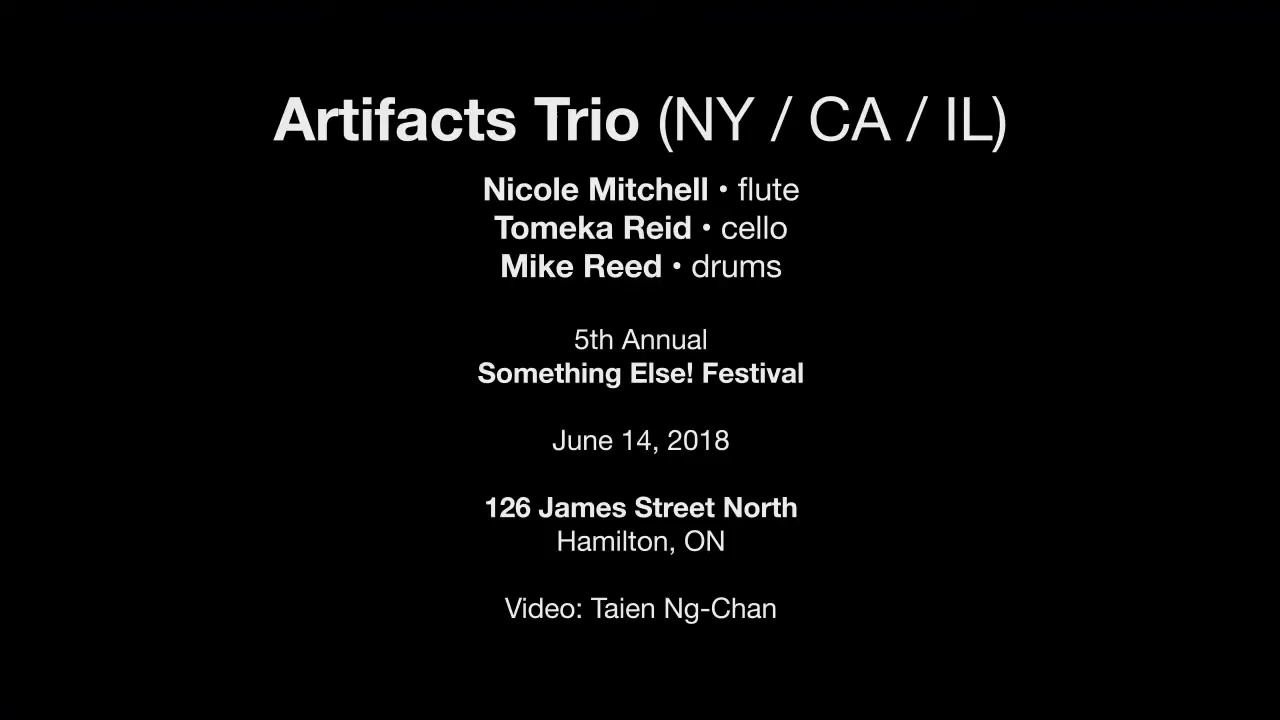 Artifacts Trio (NY / CA / IL)
Nicole Mitchell • flute
Tomeka Reid • cello
Mike Reed • drums
5th Annual
Something Else! Festival
June 14, 2018
126 James Street North
Hamilton, ON
Video: Taien Ng-Chan